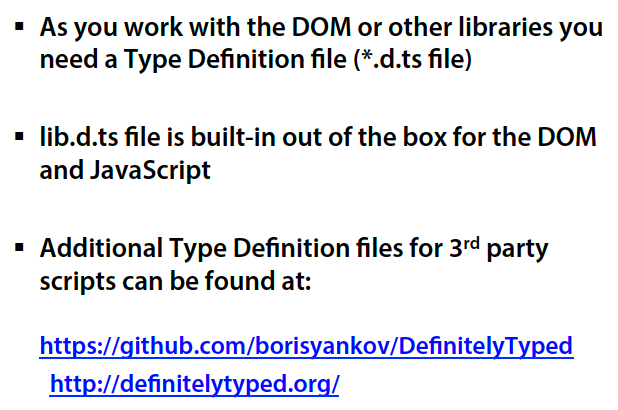 ▪ As you work with the DOM or other libraries you
need a Type Definition file (*.d.ts file)
▪ lib.d.ts file is built-in out of the box for the DOM
and JavaScript
▪ Additional Type Definition files for 3rd party
scripts can be found at:
https://github.com/borisyankov/DefinitelyTyped
http://definitelytyped.org/